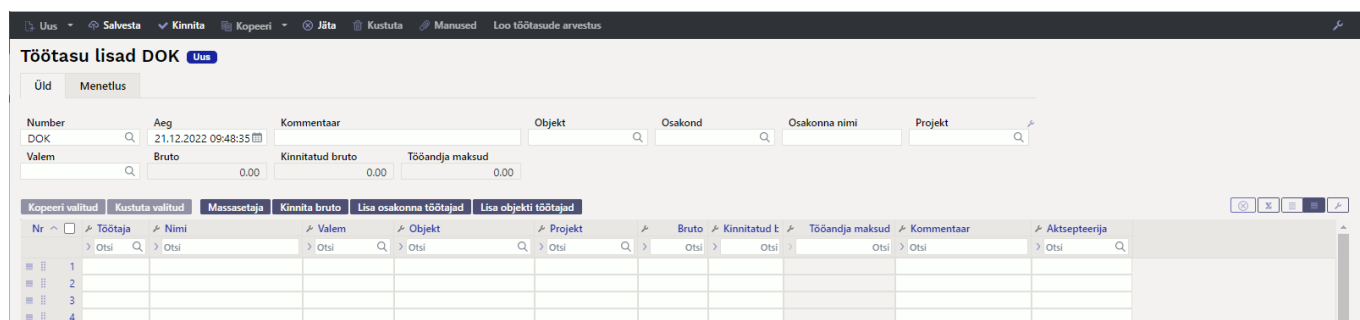 Uus Salvesta Kinnita Kopeeri Jäta Kustuta Manused Loo töötasude arvestus
Töötasu lisad DOK Uus
Üld Menetlus
Number Aeg Kommentaar Objekt Osakond Osakonna nimi Projekt
DOK 21.12.2022 09:48:35
Valem Bruto Kinnitatud bruto Tööandja maksud
0.00 0.00 0.00
Kopeeri valitud Kustuta valitud Massasetaja Kinnita bruto Lisa osakonna töötajad Lisa objekti töötajad
Nr Töötaja Nimi Valem Objekt Projekt Bruto Kinnitatud b Tööandja maksud Kommentaar Aktsepteerija
Otsi Otsi Otsi Otsi Otsi Otsi Otsi Otsi Otsi Otsi
1
2
3
4